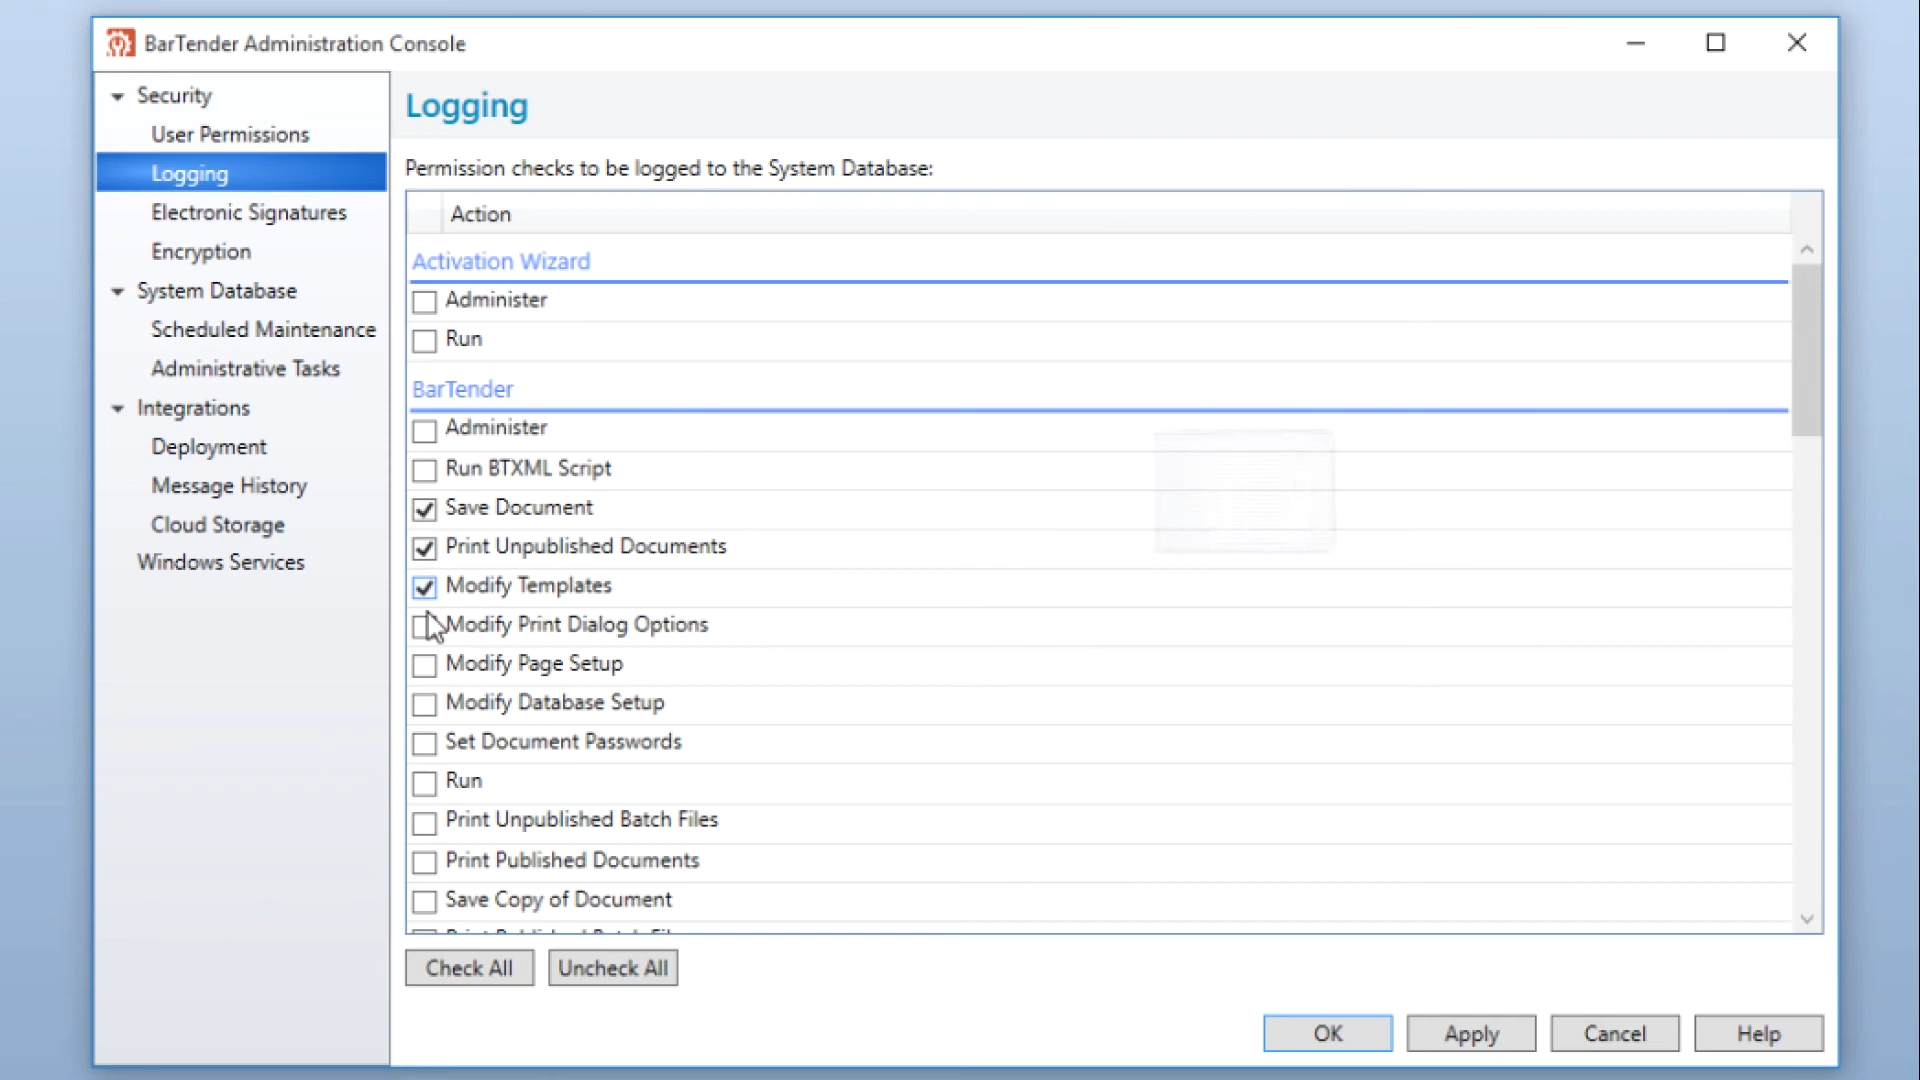 BarTender Administration Console
Security
User Permissions
Logging
Electronic Signatures
Encryption
System Database
Scheduled Maintenance
Administrative Tasks
Integrations
Deployment
Message History
Cloud Storage
Windows Services
Logging
Permission checks to be logged to the System Database:
Action
Activation Wizard
Administer
Run
BarTender
Administer
Run BTXML Script
Save Document
Print Unpublished Documents
Modify Templates
Modify Print Dialog Options
Modify Page Setup
Modify Database Setup
Set Document Passwords
Run
Print Unpublished Batch Files
Print Published Documents
Save Copy of Document
Check All
Uncheck All
OK
Apply
Cancel
Help